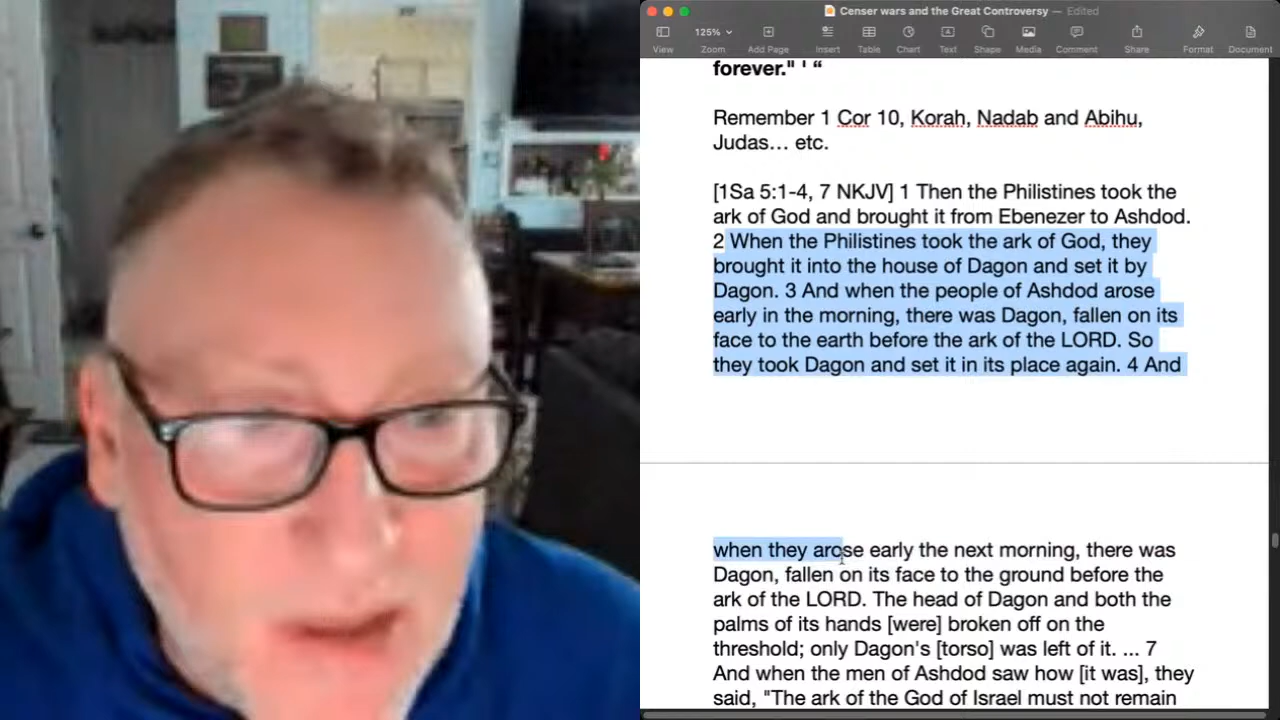 Censer wars and the Great Controversy — Edited
125%
View
Zoom
Add Page
Insert
Table
Chart
Text
Shape
Media
Comment
Share
Format
Document
forever." ' “
Remember 1 Cor 10, Korah, Nadab and Abihu,
Judas… etc.
[1Sa 5:1-4, 7 NKJV] 1 Then the Philistines took the
ark of God and brought it from Ebenezer to Ashdod.
2 When the Philistines took the ark of God, they
brought it into the house of Dagon and set it by
Dagon. 3 And when the people of Ashdod arose
early in the morning, there was Dagon, fallen on its
face to the earth before the ark of the LORD. So
they took Dagon and set it in its place again. 4 And
when they arose early the next morning, there was
Dagon, fallen on its face to the ground before the
ark of the LORD. The head of Dagon and both the
palms of its hands [were] broken off on the
threshold; only Dagon's [torso] was left of it. ... 7
And when the men of Ashdod saw how [it was], they
said, "The ark of the God of Israel must not remain